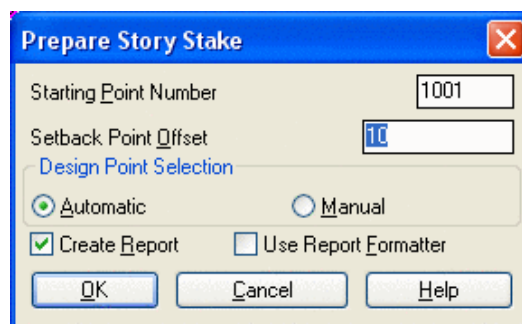 Prepare Story Stake
Starting Point Number 1001
Setback Point Offset 10
Design Point Selection
Automatic Manual
Create Report Use Report Formatter
OK Cancel Help